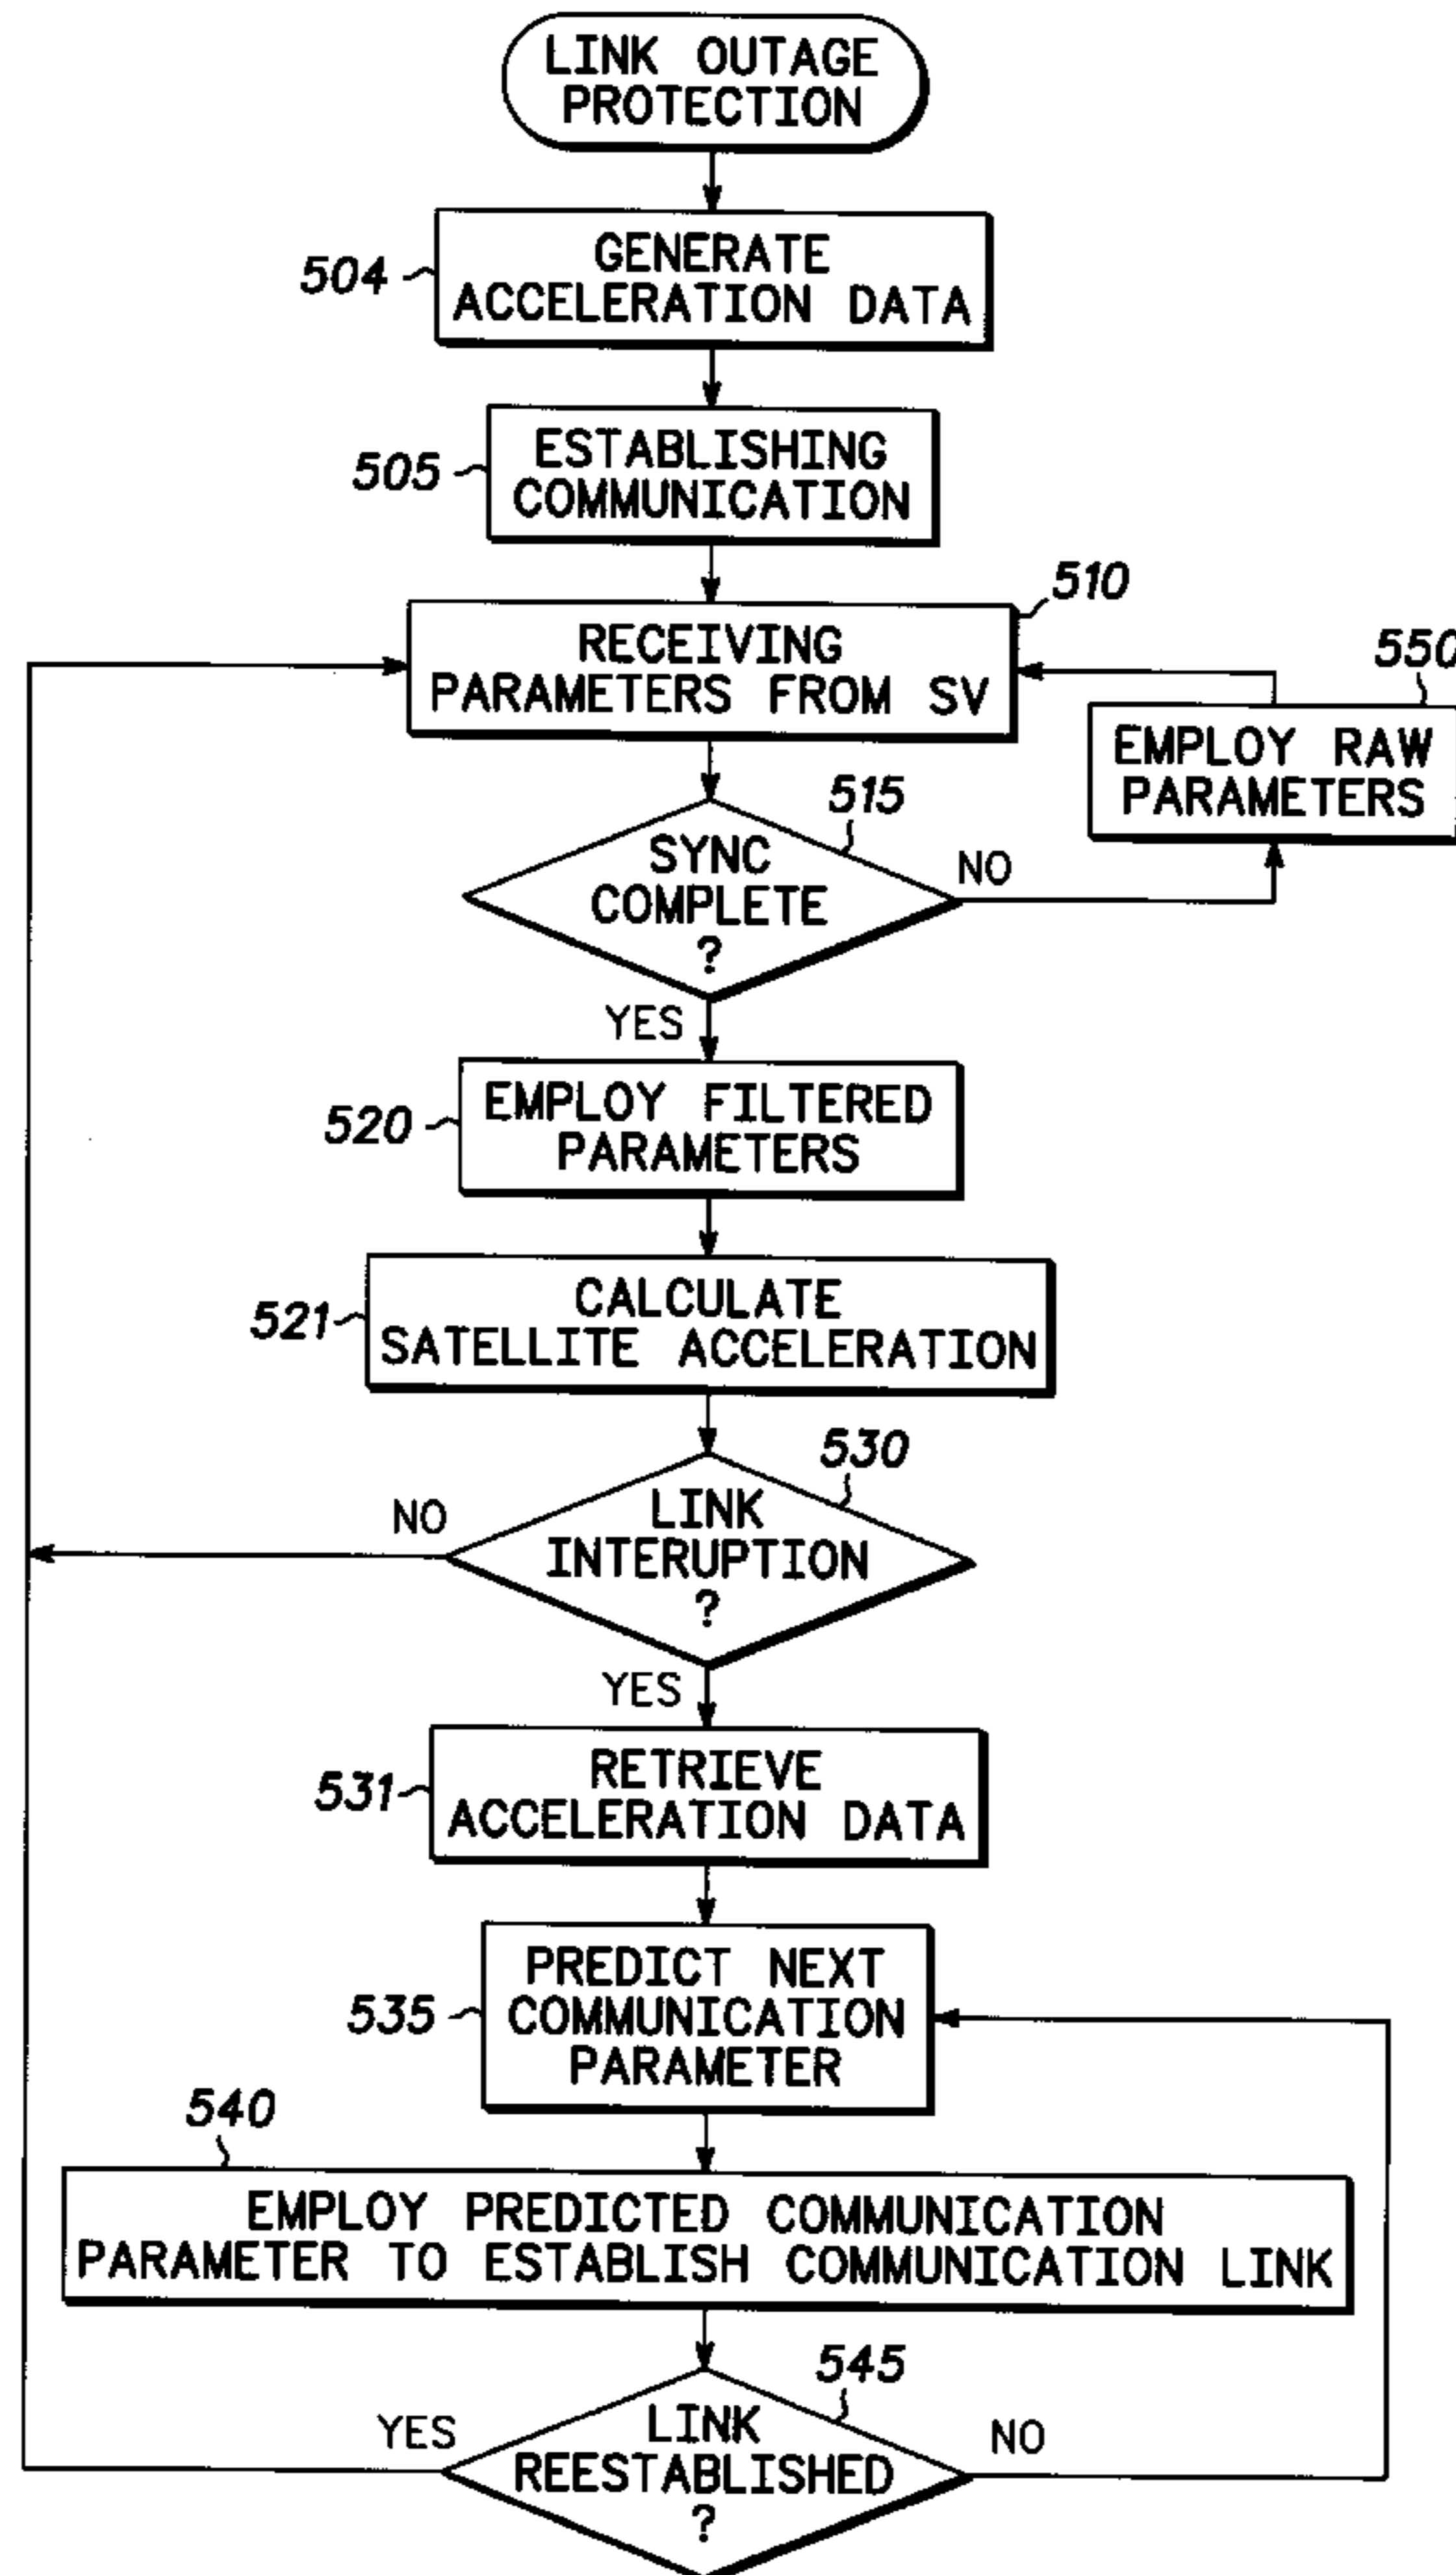 LINK OUTAGE
PROTECTION
504
GENERATE
ACCELERATION DATA
505
ESTABLISHING
COMMUNICATION
510
RECEIVING
PARAMETERS FROM SV
550
EMPLOY RAW
PARAMETERS
515
SYNC
COMPLETE
?
NO
YES
520
EMPLOY FILTERED
PARAMETERS
521
CALCULATE
SATELLITE ACCELERATION
530
LINK
INTERUPTION
?
NO
YES
531
RETRIEVE
ACCELERATION DATA
535
PREDICT NEXT
COMMUNICATION
PARAMETER
540
EMPLOY PREDICTED COMMUNICATION
PARAMETER TO ESTABLISH COMMUNICATION LINK
545
LINK
REESTABLISHED
?
YES
NO